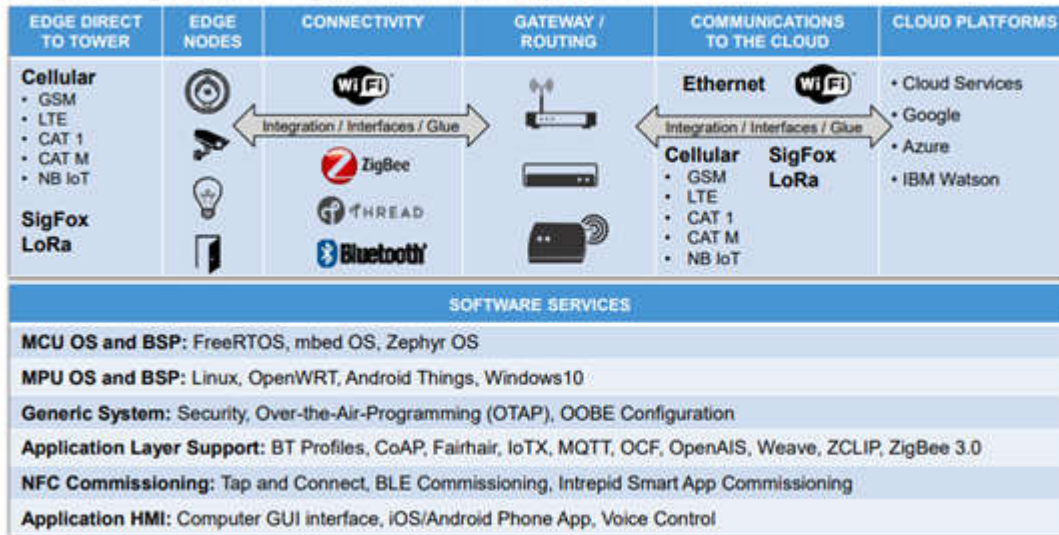 EDGE DIRECT TO TOWER
EDGE NODES
CONNECTIVITY
GATEWAY / ROUTING
COMMUNICATIONS TO THE CLOUD
CLOUD PLATFORMS
Cellular
• GSM
• LTE
• CAT 1
• CAT M
• NB IoT
SigFox
LoRa
WiFi
Integration / Interfaces / Glue
ZigBee
THREAD
Bluetooth
Ethernet
WiFi
Integration / Interfaces / Glue
Cellular
• GSM
• LTE
• CAT 1
• CAT M
• NB IoT
SigFox
LoRa
• Cloud Services
• Google
• Azure
• IBM Watson
SOFTWARE SERVICES
MCU OS and BSP: FreeRTOS, mbed OS, Zephyr OS
MPU OS and BSP: Linux, OpenWRT, Android Things, Windows10
Generic System: Security, Over-the-Air-Programming (OTAP), OOBE Configuration
Application Layer Support: BT Profiles, CoAP, Fairhair, IoTX, MQTT, OCF, OpenAIS, Weave, ZCLIP, ZigBee 3.0
NFC Commissioning: Tap and Connect, BLE Commissioning, Intrepid Smart App Commissioning
Application HMI: Computer GUI interface, iOS/Android Phone App, Voice Control